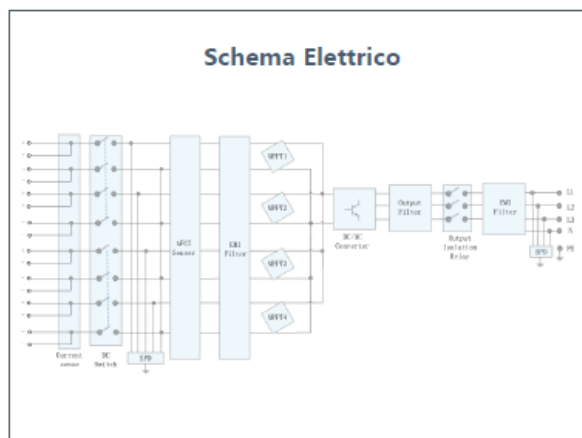 Schema Elettrico
MPPT1
MPPT2
MPPT3
MPPT4
AFCI
Sensor
EMI
Filter
DC/AC
Converter
Output
Filter
Output
Isolation
Relay
EMI
Filter
L1
L2
L3
N
PE
SPD
Current
sensor
DC
Switch
SPD